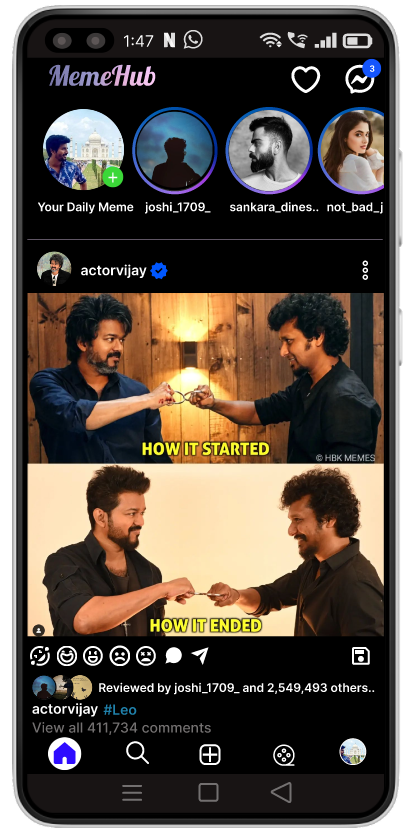 1:47 N
MemeHub
3
Your Daily Meme
joshi_1709_
sankara_dines..
not_bad_j
actorvijay
HOW IT STARTED
© HBK MEMES
HOW IT ENDED
Reviewed by joshi_1709_ and 2,549,493 others..
actorvijay #Leo
View all 411,734 comments